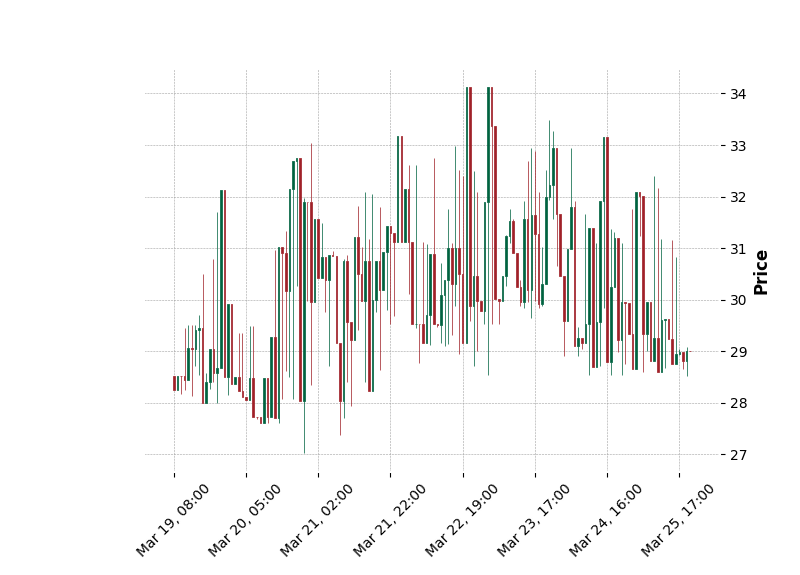 34
33
32
31
30
29
28
27
Price
Mar 19, 08:00
Mar 20, 05:00
Mar 21, 02:00
Mar 21, 22:00
Mar 22, 19:00
Mar 23, 17:00
Mar 24, 16:00
Mar 25, 17:00